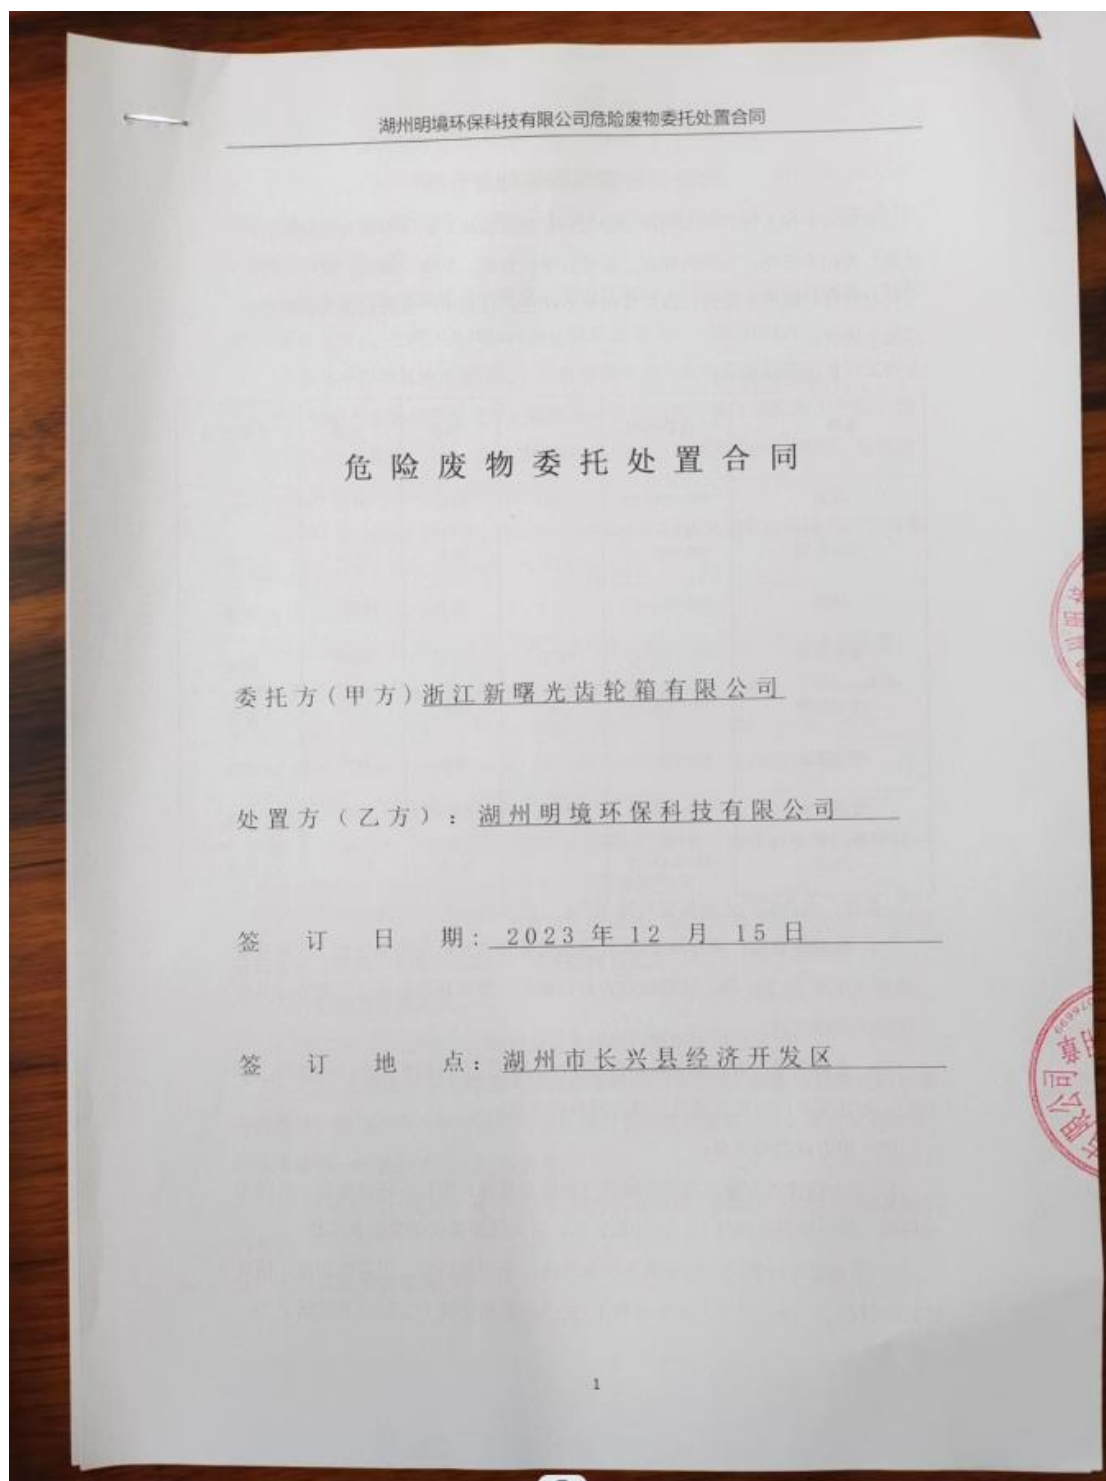 湖州明境环保科技有限公司危险废物委托处置合同
危险废物委托处置合同
委托方(甲方)浙江新曙光齿轮箱有限公司
处置方（乙方）：湖州明境环保科技有限公司
签订日期：2023年12月15日
签订地点：湖州市长兴县经济开发区
1